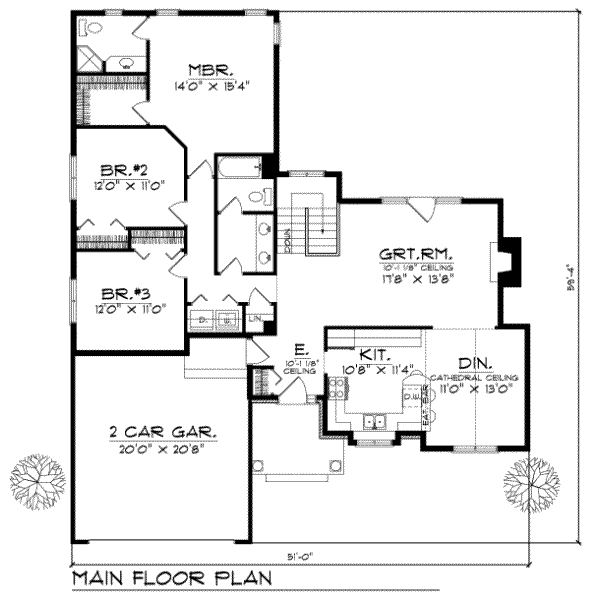 MBR.
14'0" X 15'4"
BR.#2
12'0" X 11'0"
DOWN
GRT.RM.
10'-1 1/8" CEILING
17'8" X 13'8"
BR.#3
12'0" X 11'0"
LIN.
E.
10'-1 1/8"
CEILING
KIT.
10'8" X 11'4"
DIN.
CATHEDRAL CEILING
11'0" X 13'0"
EAT. BAR
2 CAR GAR.
20'0" X 20'8"
51'-0"
MAIN FLOOR PLAN